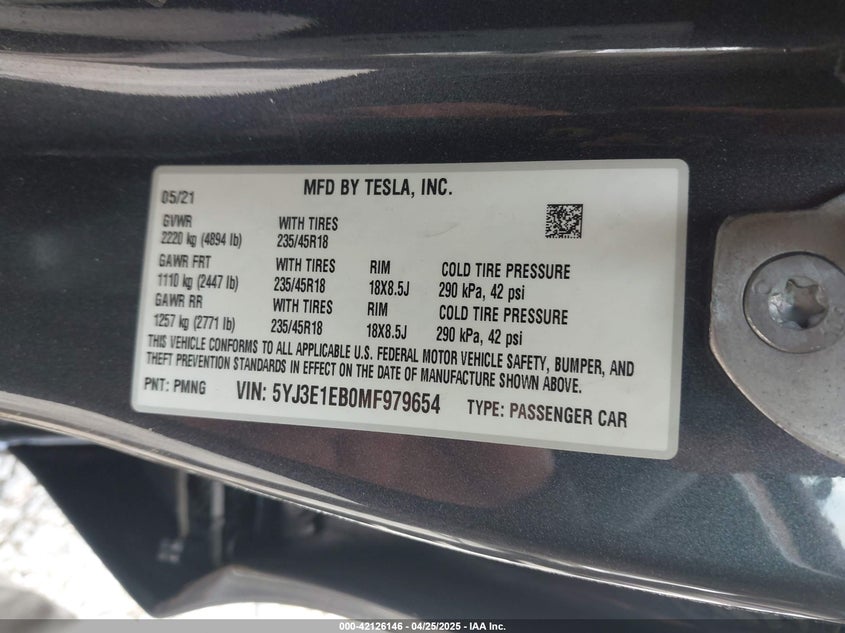 MFD BY TESLA, INC.
05/21
GVWR WITH TIRES
2220 kg (4894 lb) 235/45R18
GAWR FRT WITH TIRES RIM COLD TIRE PRESSURE
1110 kg (2447 lb) 235/45R18 18X8.5J 290 kPa, 42 psi
GAWR RR WITH TIRES RIM COLD TIRE PRESSURE
1257 kg (2771 lb) 235/45R18 18X8.5J 290 kPa, 42 psi
THIS VEHICLE CONFORMS TO ALL APPLICABLE U.S. FEDERAL MOTOR VEHICLE SAFETY, BUMPER, AND
THEFT PREVENTION STANDARDS IN EFFECT ON THE DATE OF MANUFACTURE SHOWN ABOVE.
PNT: PMNG VIN: 5YJ3E1EB0MF979654 TYPE: PASSENGER CAR
000-42126146 - 04/25/2025 - IAA Inc.